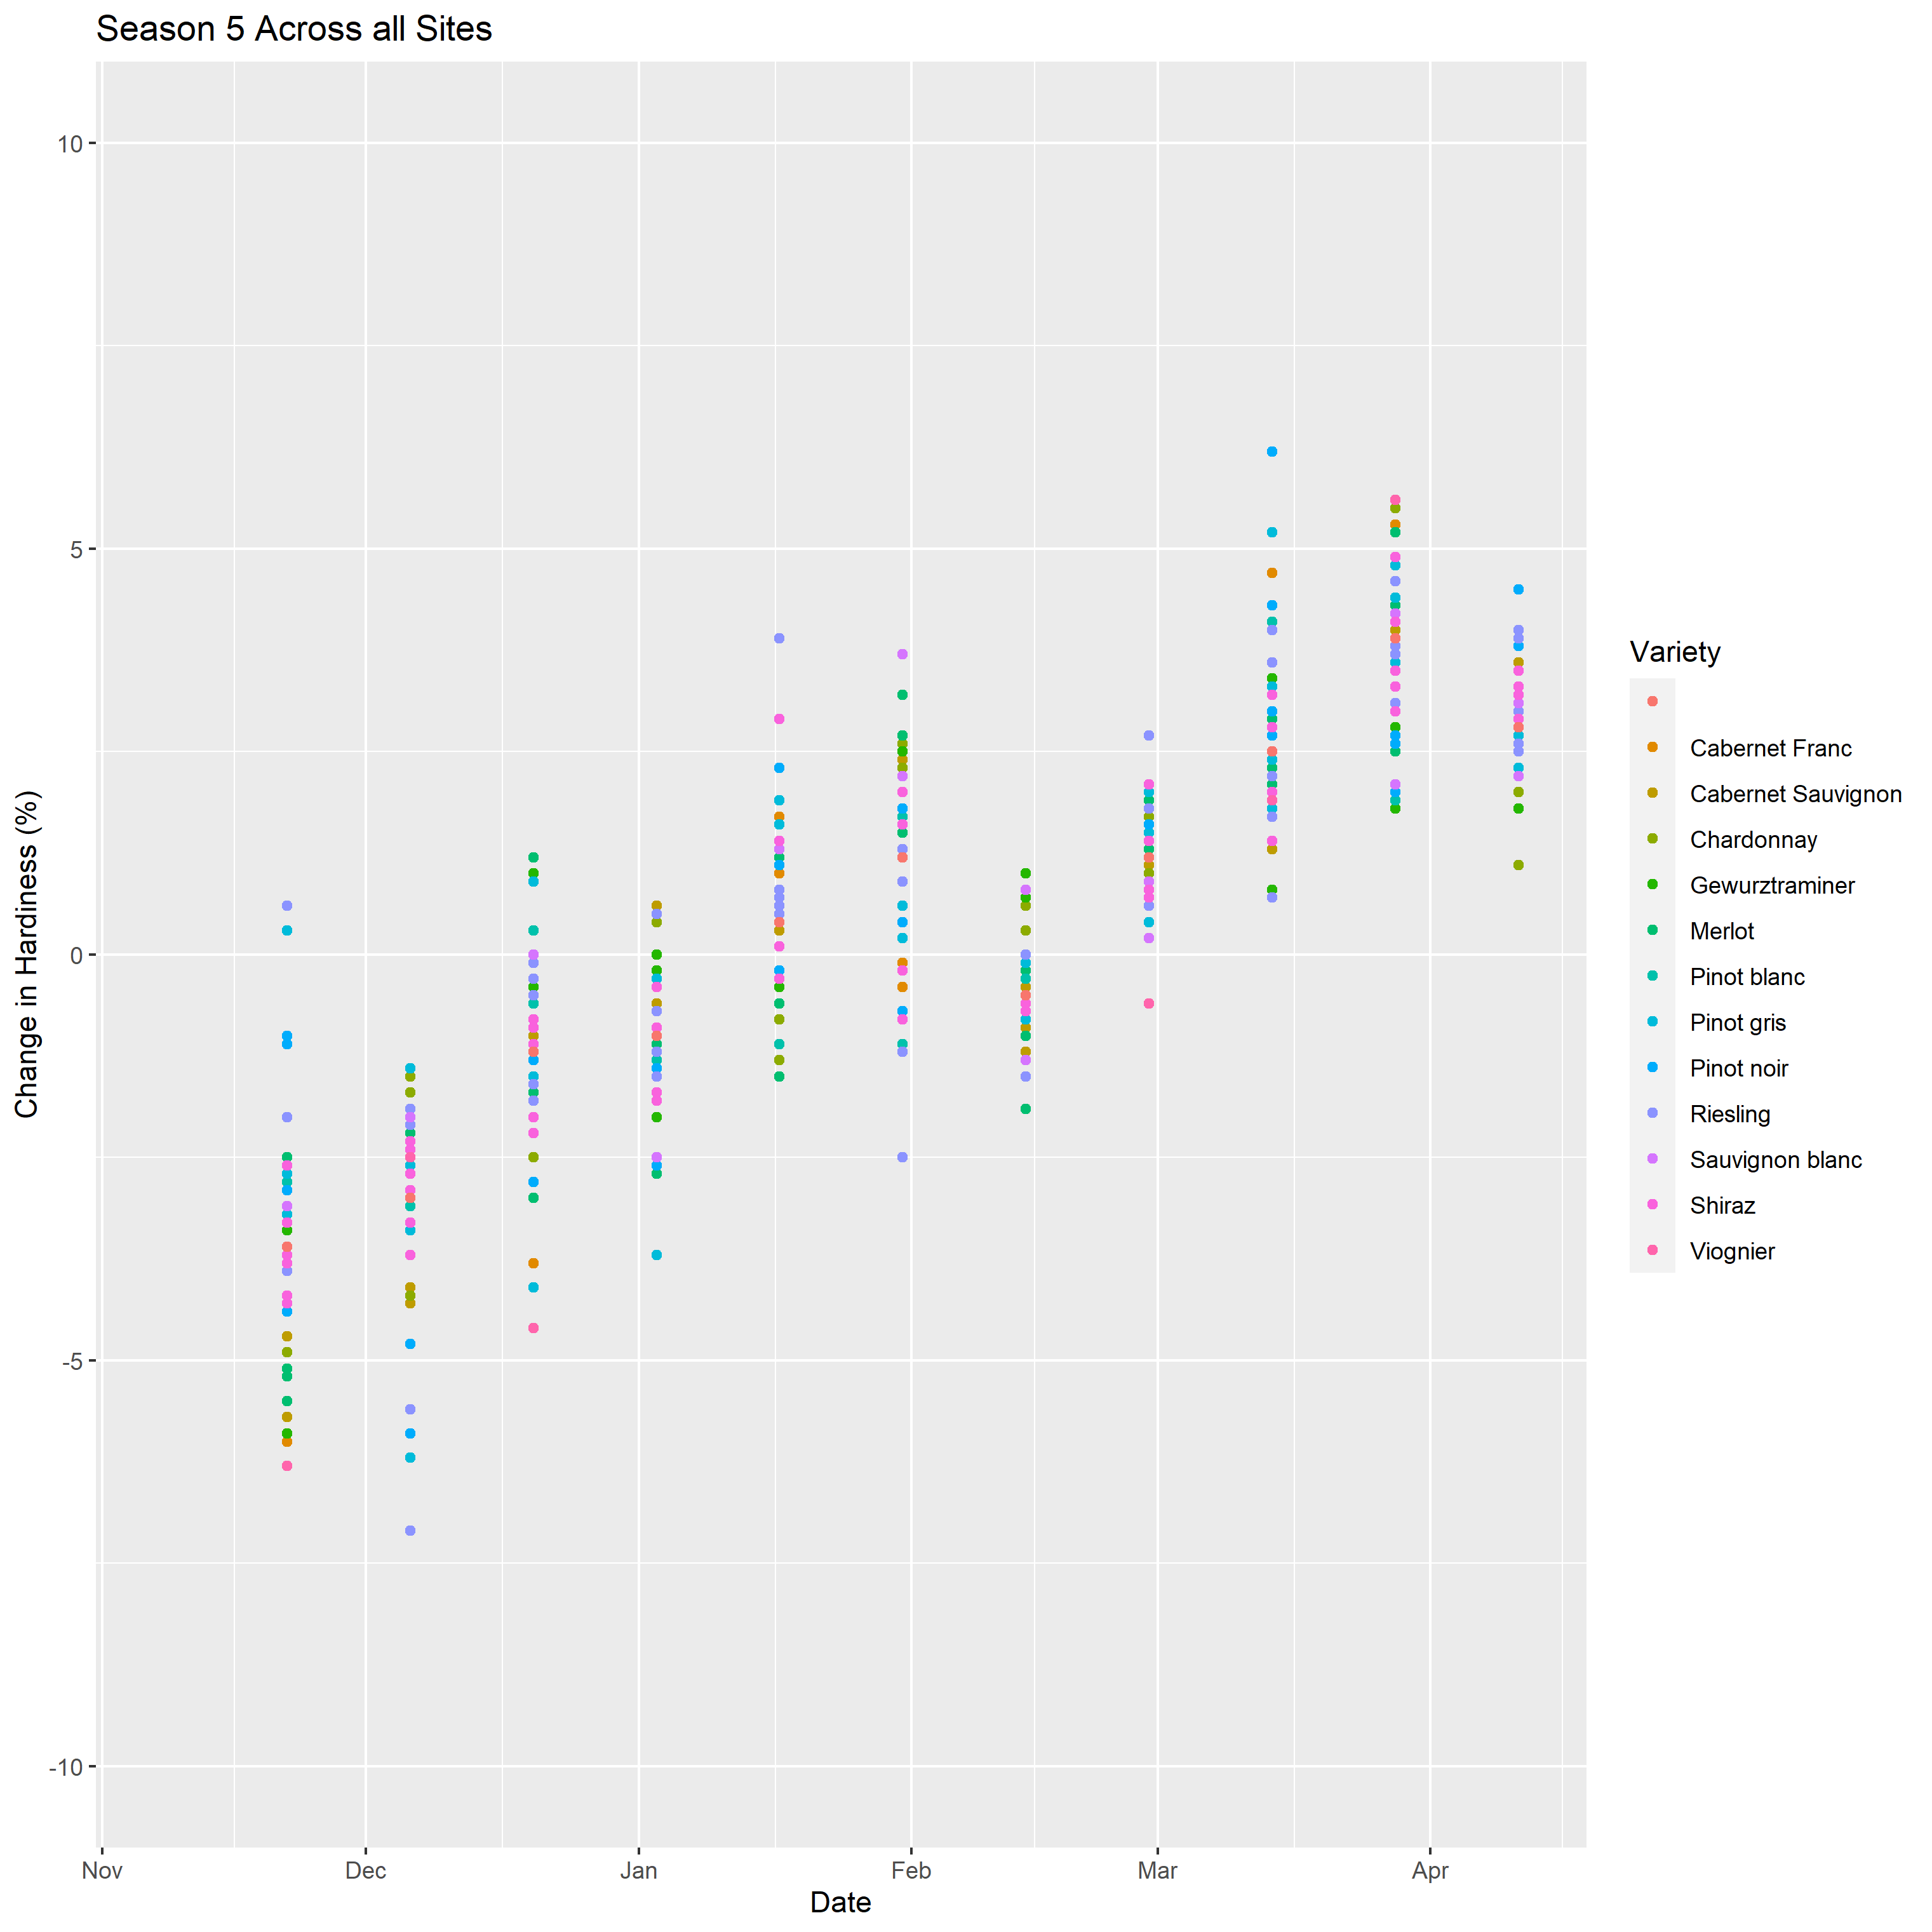 Season 5 Across all Sites
10
5
0
-5
-10
Change in Hardiness (%)
Nov
Dec
Jan
Feb
Mar
Apr
Date
Variety
Cabernet Franc
Cabernet Sauvignon
Chardonnay
Gewurztraminer
Merlot
Pinot blanc
Pinot gris
Pinot noir
Riesling
Sauvignon blanc
Shiraz
Viognier